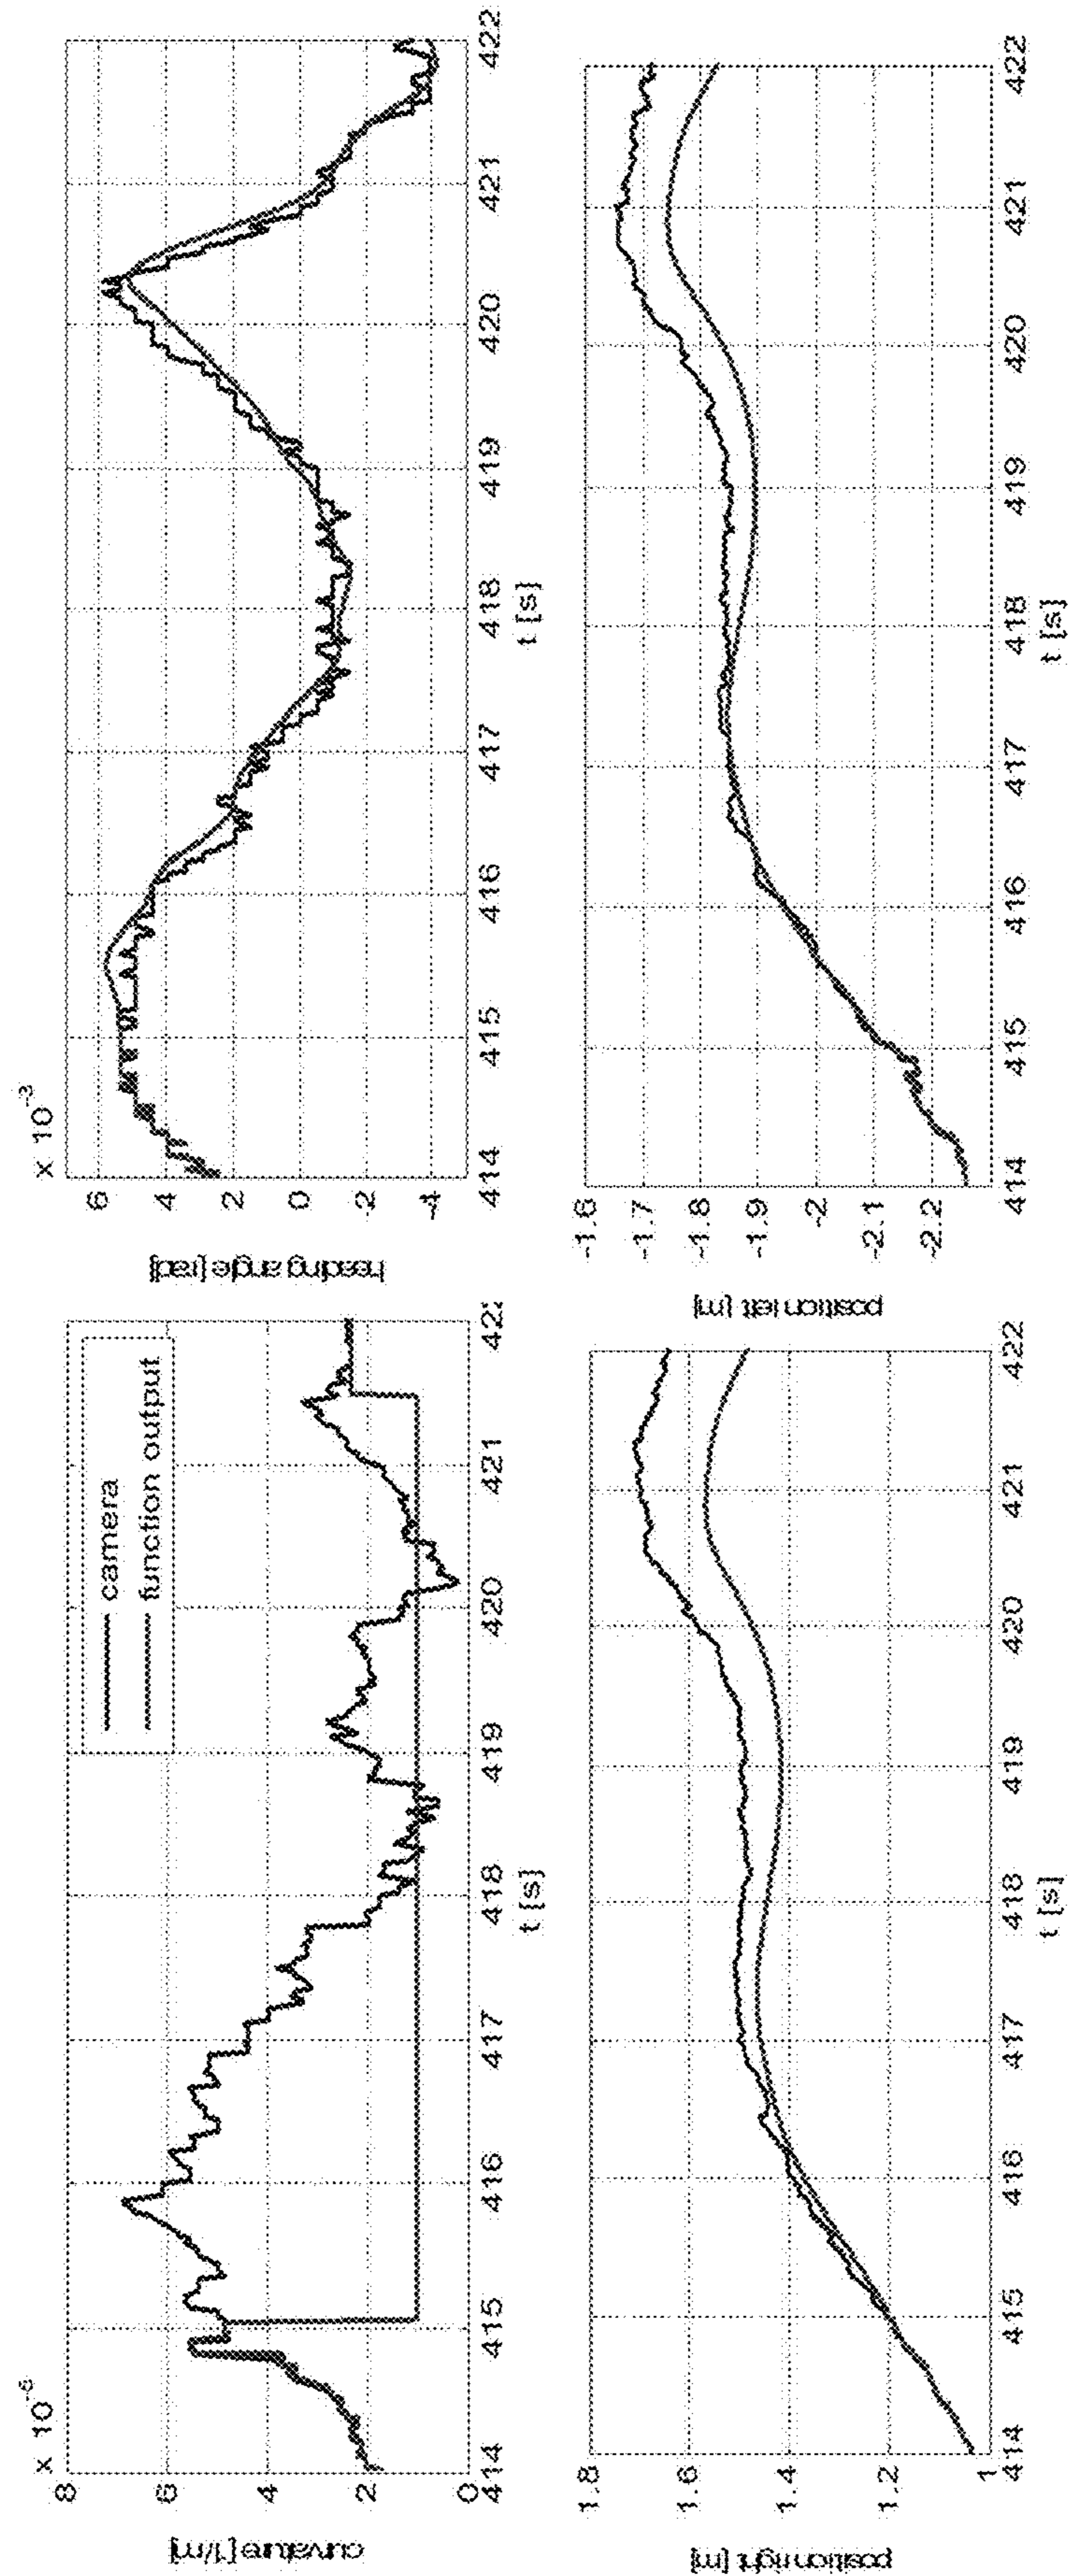 x 10⁻⁵
8
6
4
2
0
curvature [1/m]
camera
function output
414 415 416 417 418 419 420 421 422
t [s]
x 10⁻³
6
4
2
0
-2
-4
heading angle [rad]
414 415 416 417 418 419 420 421 422
t [s]
1.8
1.6
1.4
1.2
1
position right [m]
414 415 416 417 418 419 420 421 422
t [s]
-1.6
-1.7
-1.8
-1.9
-2
-2.1
-2.2
position left [m]
414 415 416 417 418 419 420 421 422
t [s]